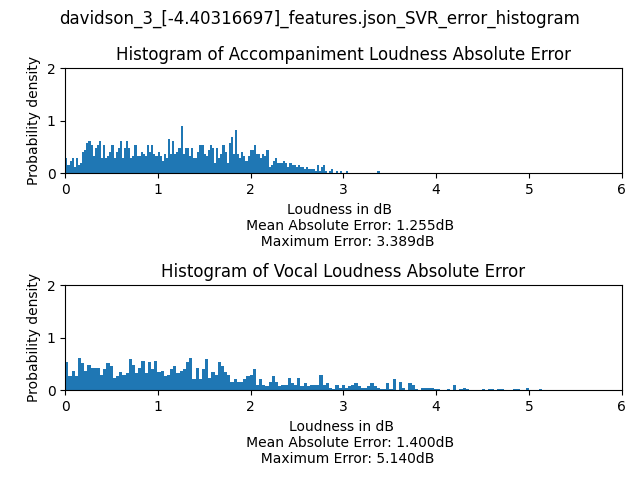 davidson_3_[-4.40316697]_features.json_SVR_error_histogram
Histogram of Accompaniment Loudness Absolute Error
Probability density
2
1
0
0 1 2 3 4 5 6
Loudness in dB
Mean Absolute Error: 1.255dB
Maximum Error: 3.389dB
Histogram of Vocal Loudness Absolute Error
Probability density
2
1
0
0 1 2 3 4 5 6
Loudness in dB
Mean Absolute Error: 1.400dB
Maximum Error: 5.140dB